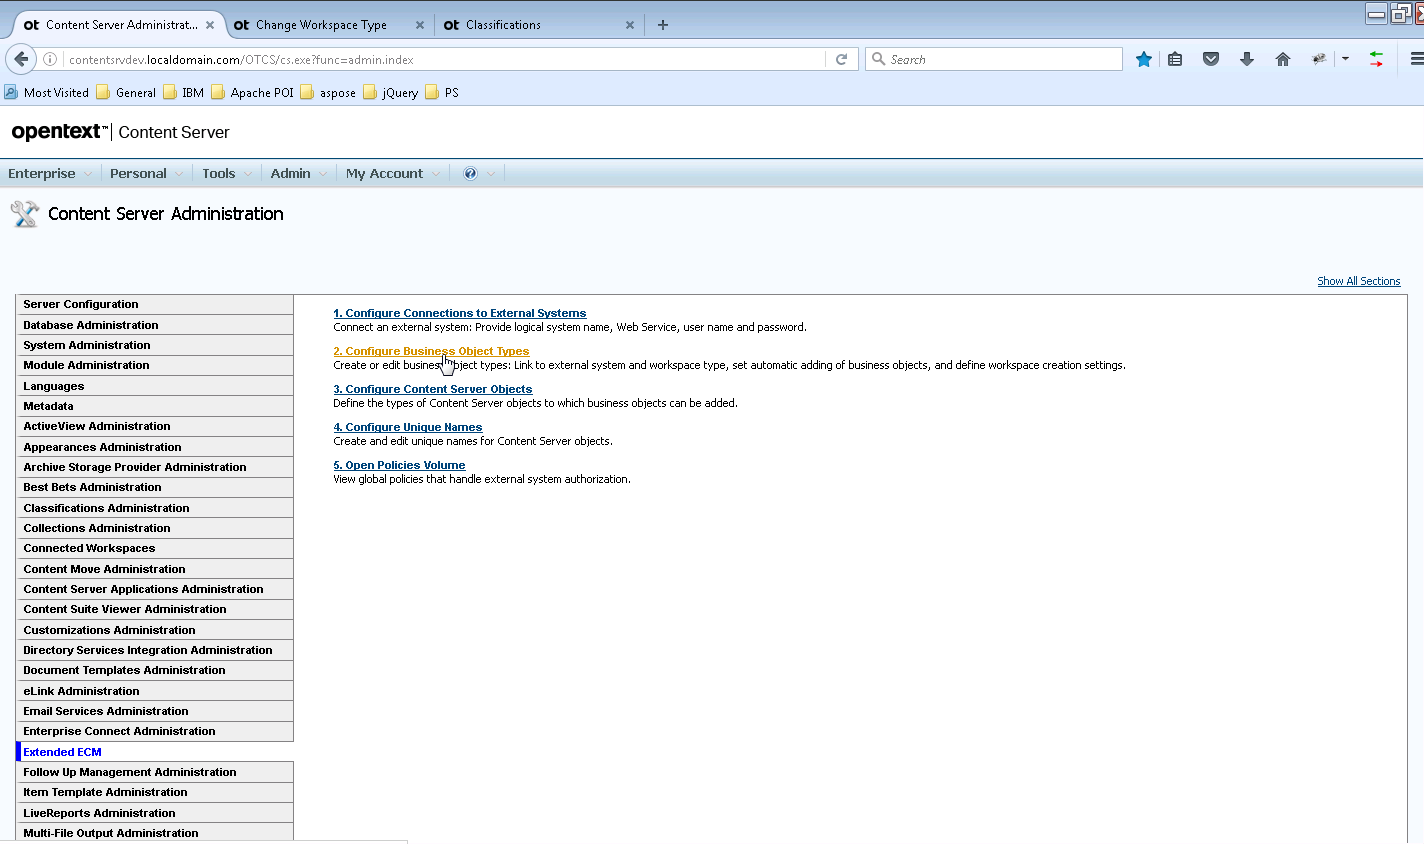 ot Content Server Administrat... ×
ot Change Workspace Type ×
ot Classifications ×
contentsrvdev.localdomain.com/OTCS/cs.exe?func=admin.index
Search
Most Visited General IBM Apache POI aspose jQuery PS
opentext™ | Content Server
Enterprise Personal Tools Admin My Account ?
Content Server Administration
Show All Sections
Server Configuration
Database Administration
System Administration
Module Administration
Languages
Metadata
ActiveView Administration
Appearances Administration
Archive Storage Provider Administration
Best Bets Administration
Classifications Administration
Collections Administration
Connected Workspaces
Content Move Administration
Content Server Applications Administration
Content Suite Viewer Administration
Customizations Administration
Directory Services Integration Administration
Document Templates Administration
eLink Administration
Email Services Administration
Enterprise Connect Administration
Extended ECM
Follow Up Management Administration
Item Template Administration
LiveReports Administration
Multi-File Output Administration
1. Configure Connections to External Systems
Connect an external system: Provide logical system name, Web Service, user name and password.
2. Configure Business Object Types
Create or edit business object types: Link to external system and workspace type, set automatic adding of business objects, and define workspace creation settings.
3. Configure Content Server Objects
Define the types of Content Server objects to which business objects can be added.
4. Configure Unique Names
Create and edit unique names for Content Server objects.
5. Open Policies Volume
View global policies that handle external system authorization.